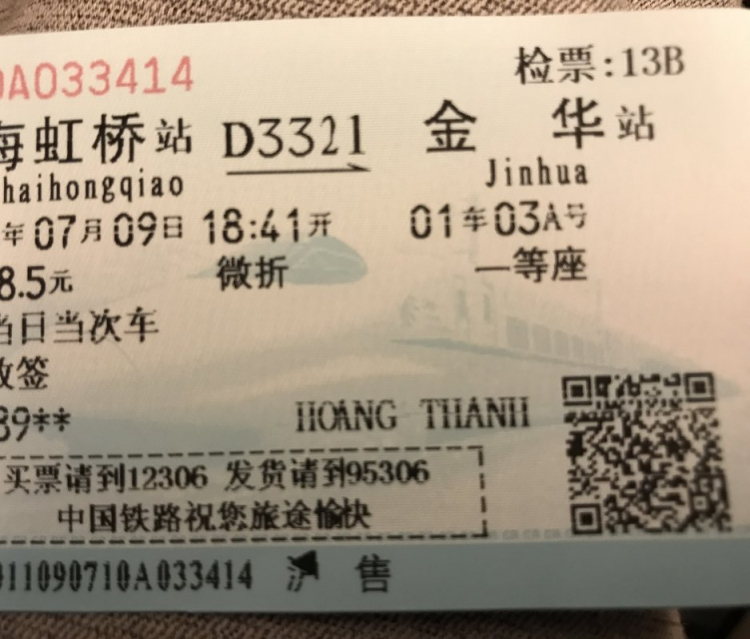 0A033414 检票:13B
海虹桥站 D3321 金华站
haihongqiao Jinhua
年07月09日 18:41开 01车03A号
8.5元 微折 一等座
当日当次车
改签
39** HOANG THANH
买票请到12306 发货请到95306
中国铁路祝您旅途愉快
011090710A033414 沪售